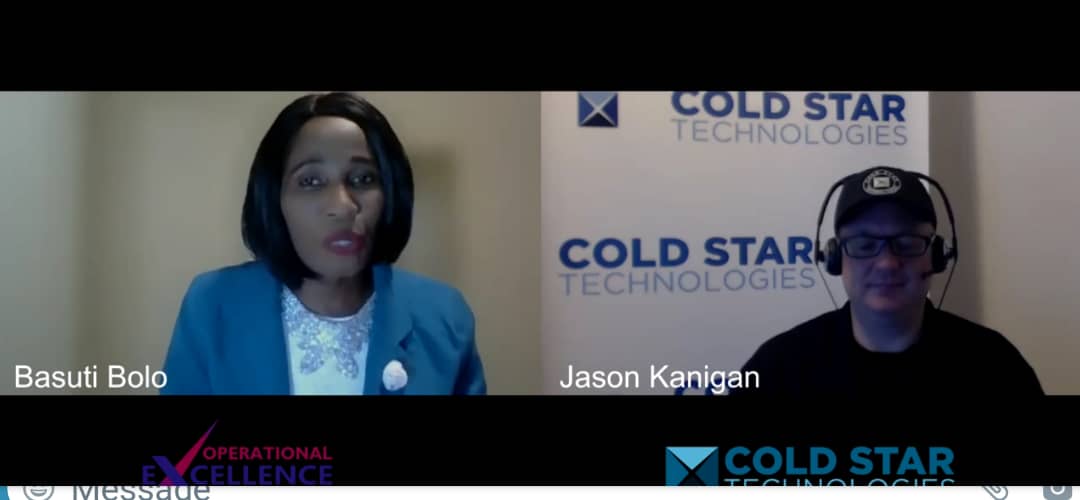 COLD STAR
TECHNOLOGIES
COLD STAR
TECHNOLOGIES
Basuti Bolo
Jason Kanigan
OPERATIONAL
EXCELLENCE
COLD STAR
TECHNOLOGIES
Message